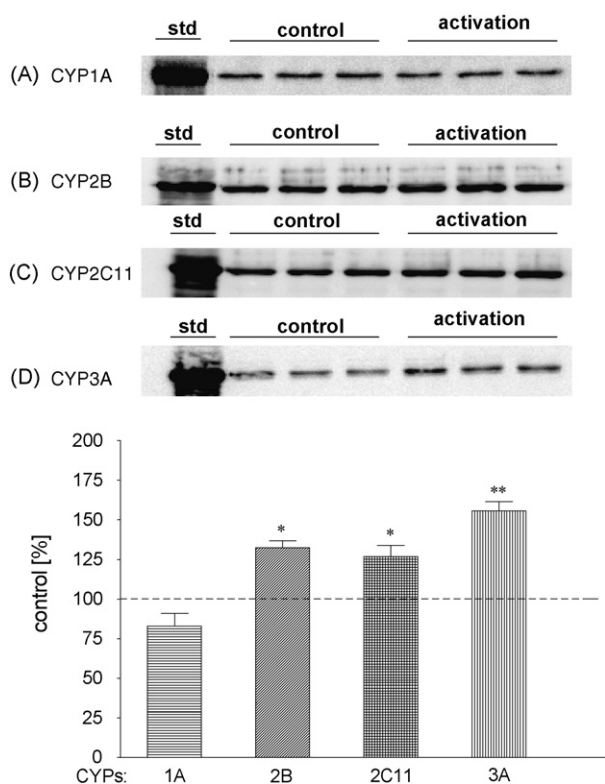 std control activation
(A) CYP1A
std control activation
(B) CYP2B
std control activation
(C) CYP2C11
std control activation
(D) CYP3A
200
175
150
125
100
75
50
25
0
control [%]
* * **
CYPs: 1A 2B 2C11 3A